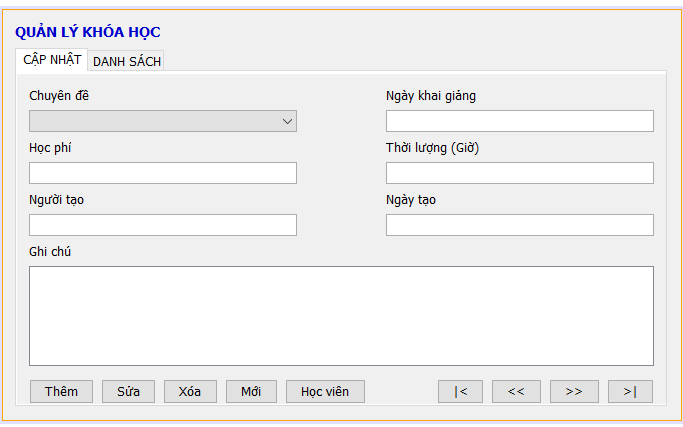 QUẢN LÝ KHÓA HỌC
CẬP NHẬT DANH SÁCH
Chuyên đề Ngày khai giảng
Học phí Thời lượng (Giờ)
Người tạo Ngày tạo
Ghi chú
Thêm Sửa Xóa Mới Học viên |< << >> >|